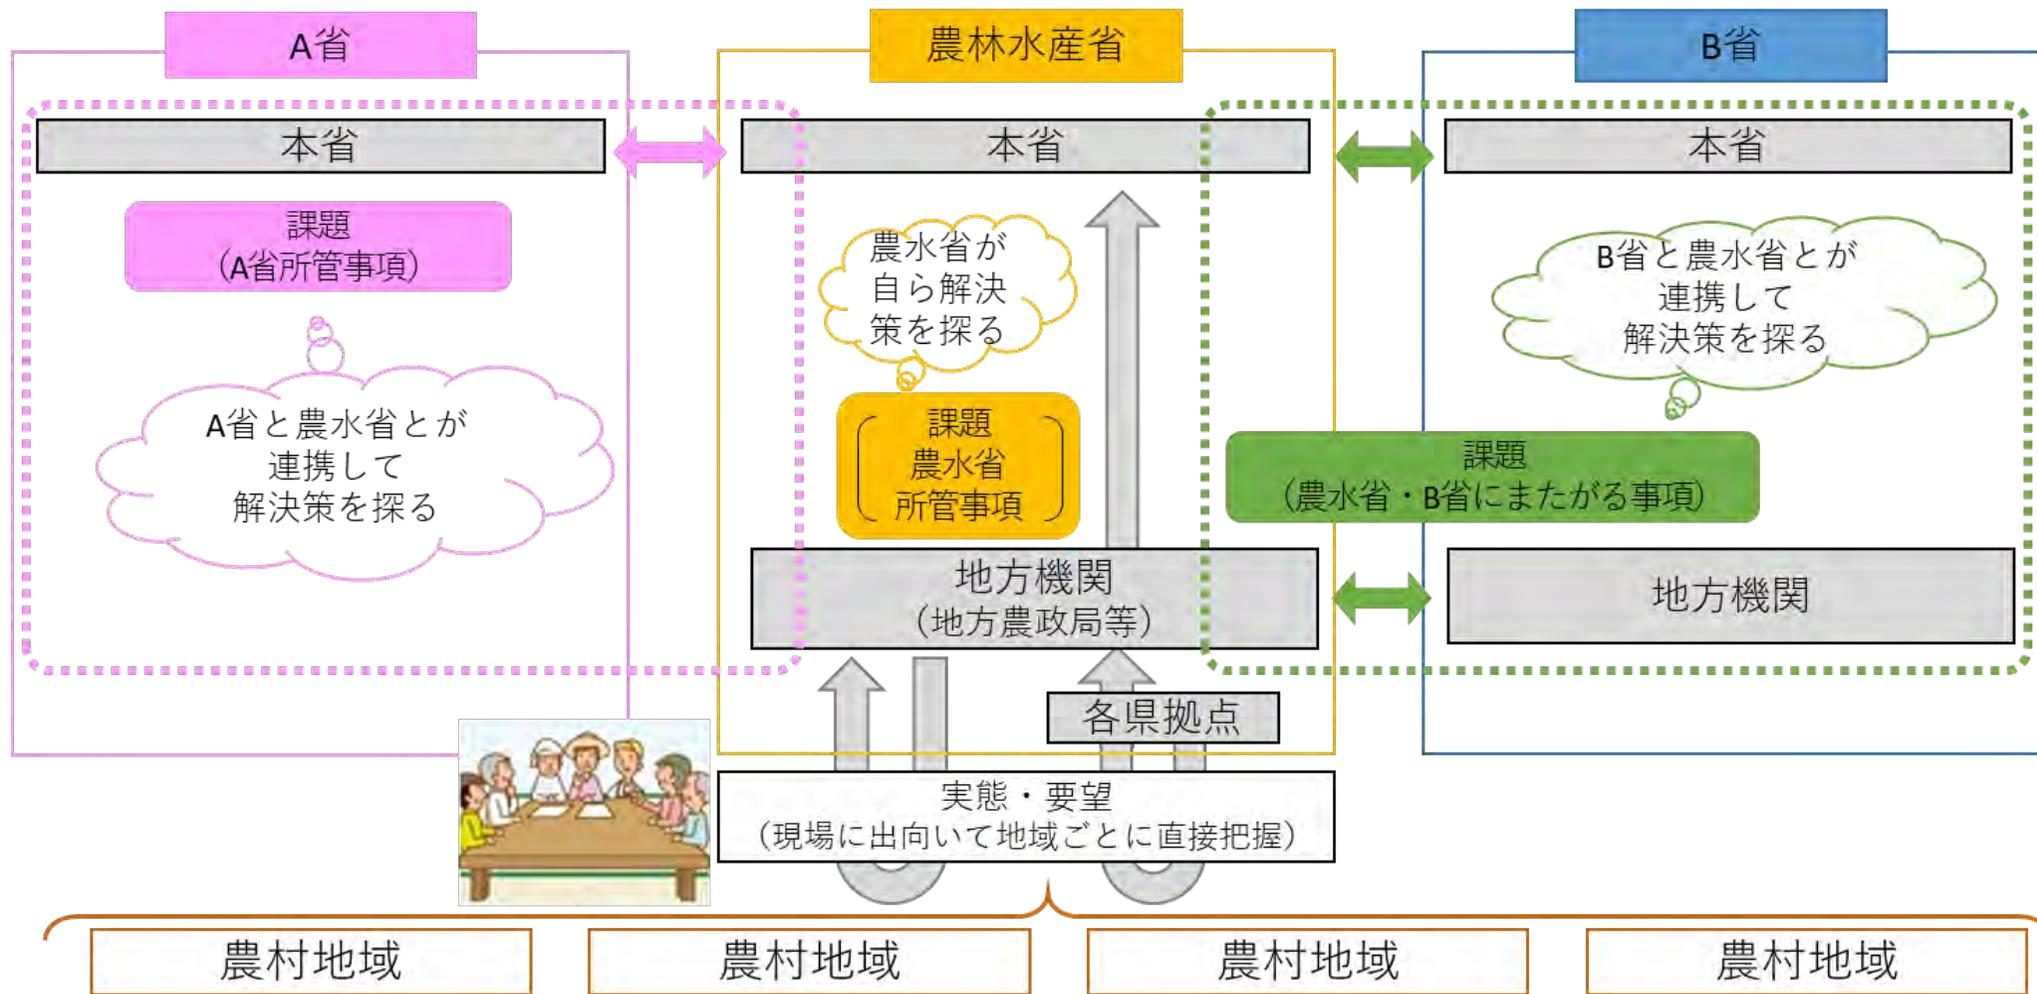 A省
本省
課題
（A省所管事項）
A省と農水省とが
連携して
解決策を探る
農林水産省
本省
農水省が
自ら解決
策を探る
課題
農水省
所管事項
地方機関
（地方農政局等）
各県拠点
実態・要望
（現場に出向いて地域ごとに直接把握）
B省
本省
B省と農水省とが
連携して
解決策を探る
課題
（農水省・B省にまたがる事項）
地方機関
農村地域
農村地域
農村地域
農村地域